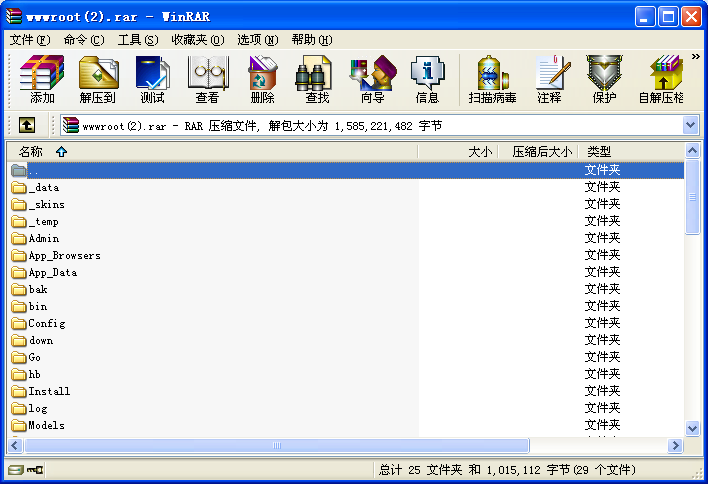 wwwroot(2).rar - WinRAR
文件(F) 命令(C) 工具(S) 收藏夹(O) 选项(N) 帮助(H)
添加 解压到 测试 查看 删除 查找 向导 信息 扫描病毒 注释 保护 自解压格
wwwroot(2).rar - RAR 压缩文件, 解包大小为 1,585,221,482 字节
名称 大小 压缩后大小 类型
.. 文件夹
_data 文件夹
_skins 文件夹
_temp 文件夹
Admin 文件夹
App_Browsers 文件夹
App_Data 文件夹
bak 文件夹
bin 文件夹
Config 文件夹
down 文件夹
Go 文件夹
hb 文件夹
Install 文件夹
log 文件夹
Models 文件夹
总计 25 文件夹 和 1,015,112 字节(29 个文件)